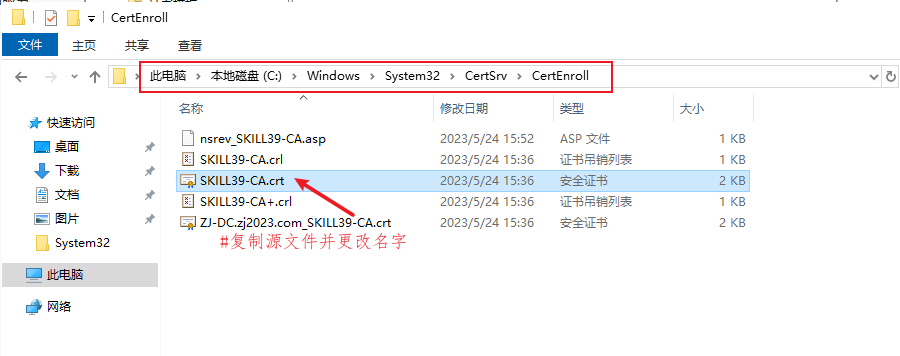 CertEnroll
文件 主页 共享 查看
此电脑 本地磁盘 (C:) Windows System32 CertSrv CertEnroll
名称 修改日期 类型 大小
快速访问
桌面
下载
文档
图片
System32
此电脑
网络
nsrev_SKILL39-CA.asp 2023/5/24 15:52 ASP 文件 1 KB
SKILL39-CA.crl 2023/5/24 15:36 证书吊销列表 1 KB
SKILL39-CA.crt 2023/5/24 15:36 安全证书 2 KB
SKILL39-CA+.crl 2023/5/24 15:36 证书吊销列表 1 KB
ZJ-DC.zj2023.com_SKILL39-CA.crt 2023/5/24 15:36 安全证书 2 KB
#复制源文件并更改名字